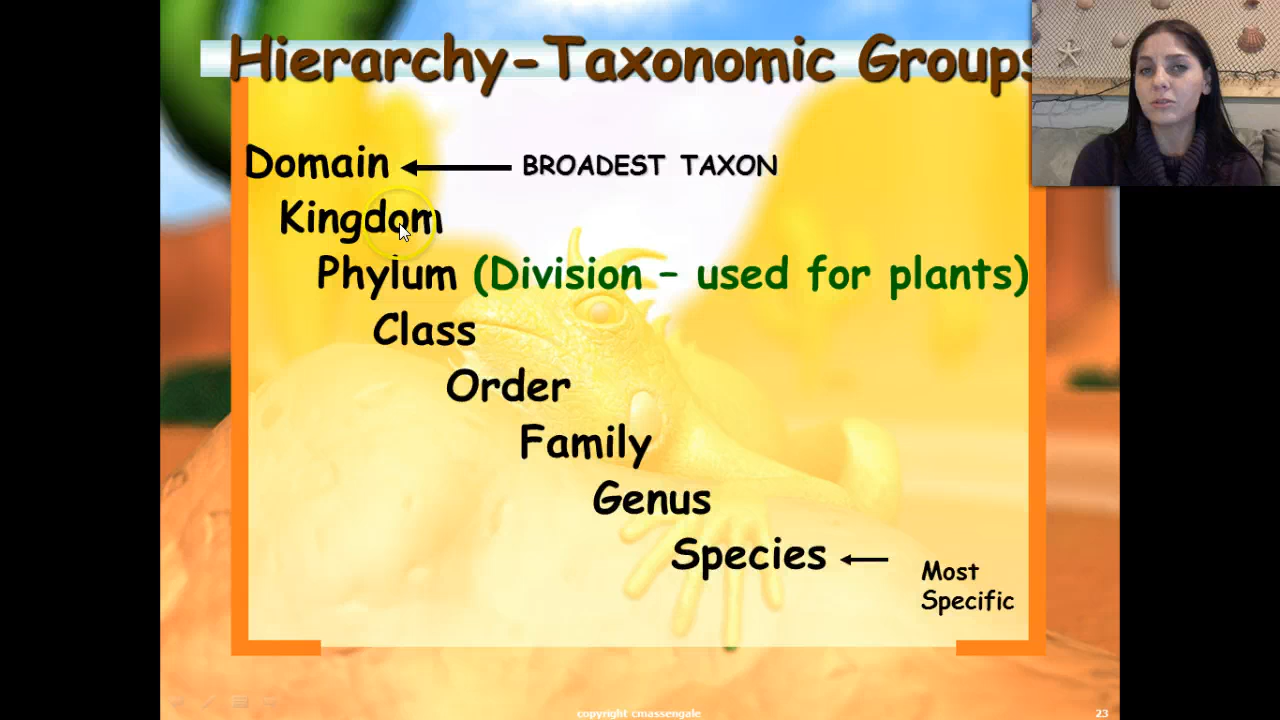 Hierarchy-Taxonomic Groups
Domain BROADEST TAXON
Kingdom
Phylum (Division – used for plants)
Class
Order
Family
Genus
Species
Most
Specific
copyright cmassengale
23